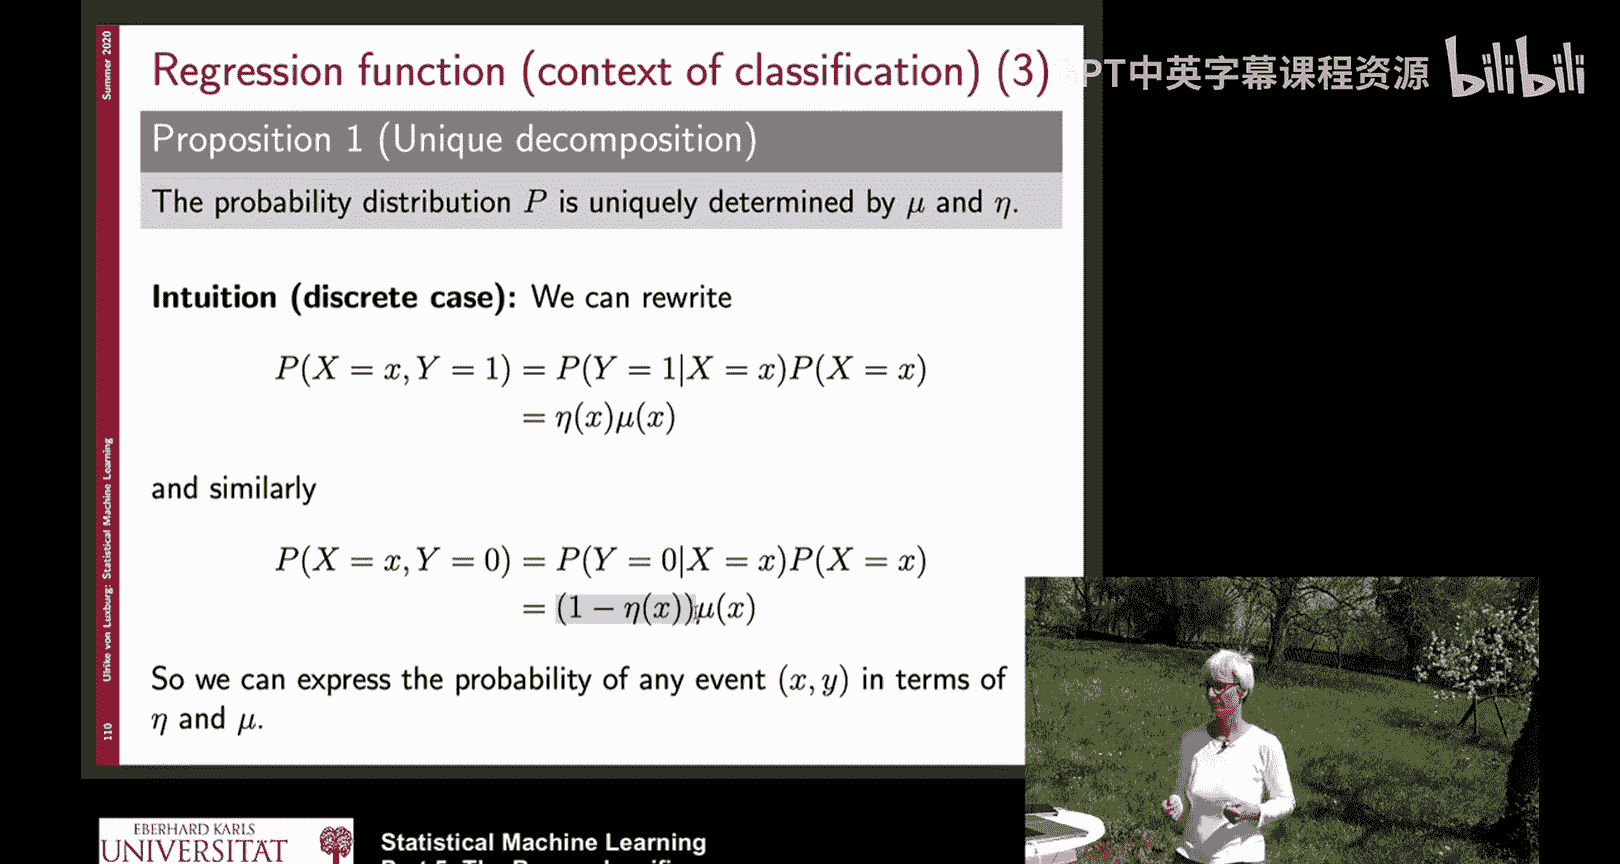 Summer 2020
Regression function (context of classification) (3)
PT中英字幕课程资源 bilibili
Proposition 1 (Unique decomposition)
The probability distribution P is uniquely determined by μ and η.
Intuition (discrete case): We can rewrite
P(X = x, Y = 1) = P(Y = 1|X = x)P(X = x)
= η(x)μ(x)
and similarly
P(X = x, Y = 0) = P(Y = 0|X = x)P(X = x)
= (1 − η(x))μ(x)
So we can express the probability of any event (x, y) in terms of
η and μ.
Ulrike von Luxburg: Statistical Machine Learning
110
EBERHARD KARLS
UNIVERSITÄT
Statistical Machine Learning